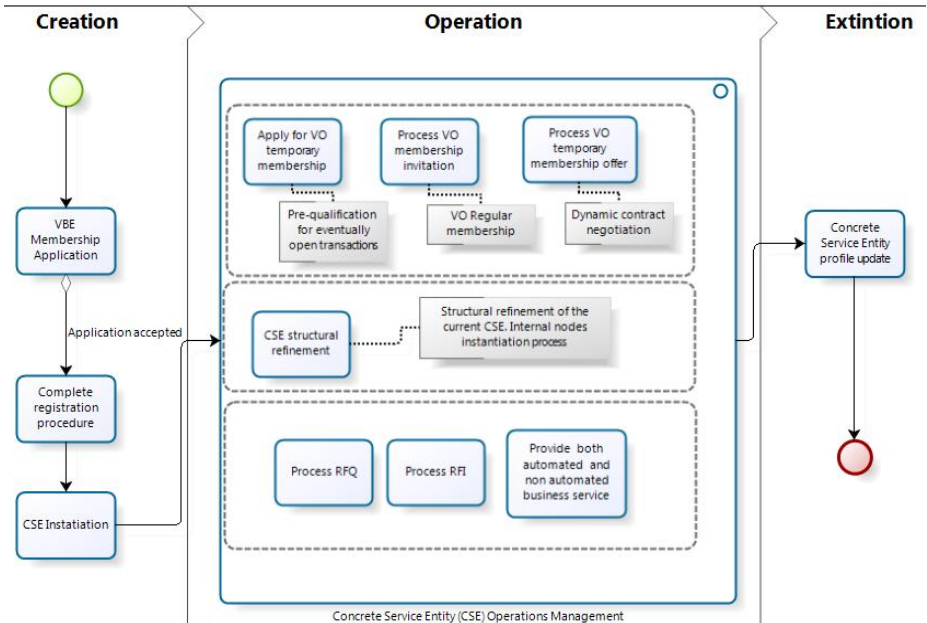 Creation
Operation
Extintion
Apply for VO
temporary
membership
Process VO
membership
invitation
Process VO
temporary
membership offer
Pre-qualification
for eventually
open transactions
VO Regular
membership
Dynamic contract
negotiation
VBE
Membership
Application
Concrete
Service Entity
profile update
Application accepted
CSE structural
refinement
Structural refinement of the
current CSE. Internal nodes
instantiation process
Complete
registration
procedure
CSE Instatiation
Process RFQ
Process RFI
Provide both
automated and
non automated
business service
Concrete Service Entity (CSE) Operations Management